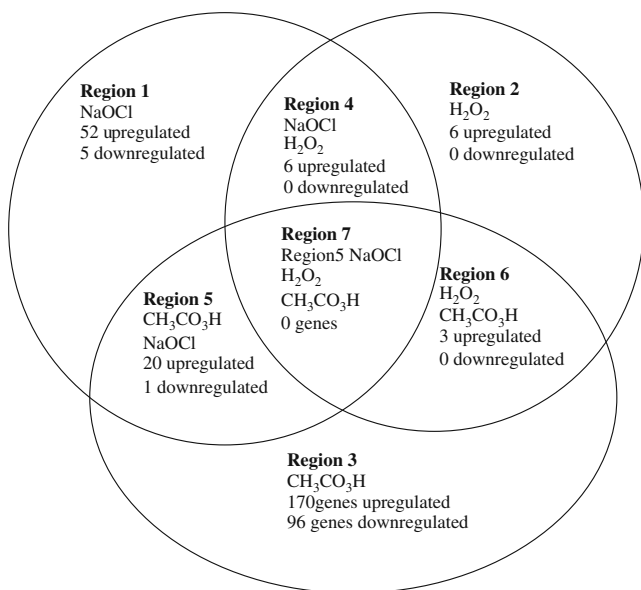 Region 1
NaOCl
52 upregulated
5 downregulated
Region 4
NaOCl
H₂O₂
6 upregulated
0 downregulated
Region 2
H₂O₂
6 upregulated
0 downregulated
Region 7
Region5 NaOCl
H₂O₂
CH₃CO₃H
0 genes
Region 5
CH₃CO₃H
NaOCl
20 upregulated
1 downregulated
Region 6
H₂O₂
CH₃CO₃H
3 upregulated
0 downregulated
Region 3
CH₃CO₃H
170genes upregulated
96 genes downregulated